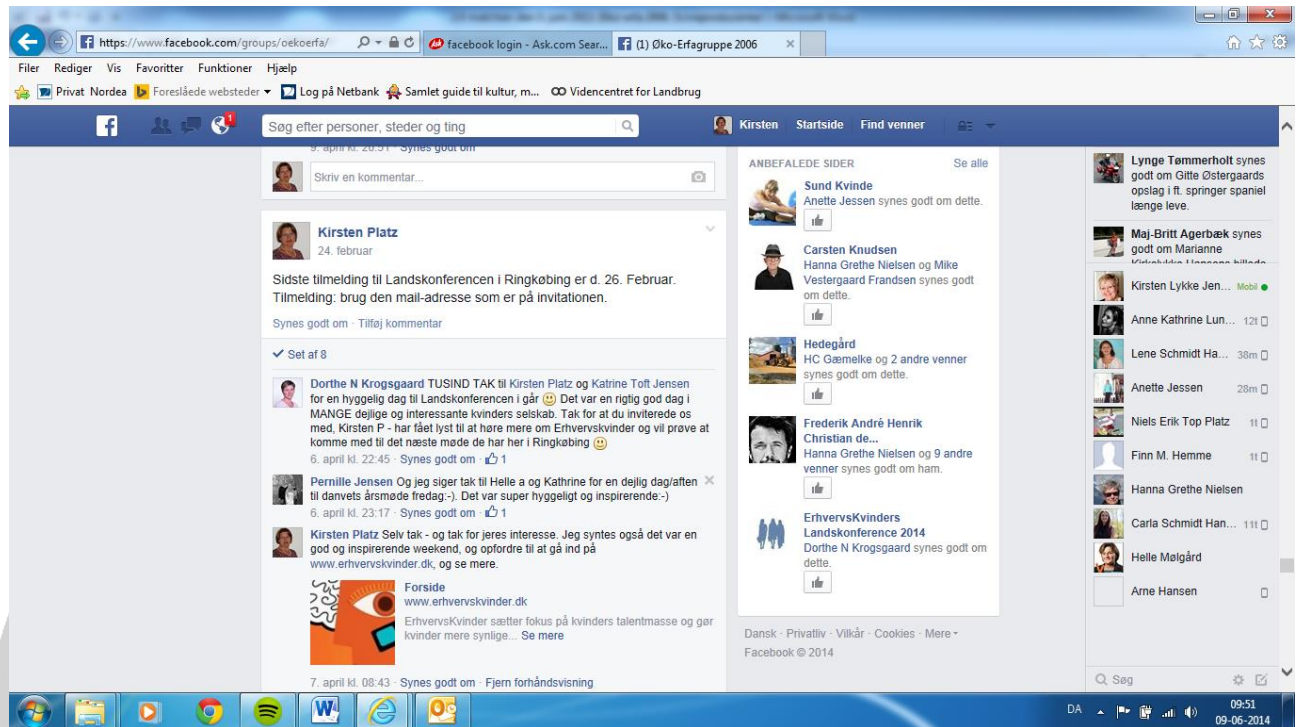 https://www.facebook.com/groups/oekoerfa/
facebook login - Ask.com Sear...
(1) Øko-Erfagruppe 2006
Filer Rediger Vis Favoritter Funktioner Hjælp
Privat Nordea Foreslåede websteder Log på Netbank Samlet guide til kultur, m... Videncentret for Landbrug
1
Søg efter personer, steder og ting
Kirsten Startside Find venner
9. april kl. 20:51 · Synes godt om
Skriv en kommentar...
Kirsten Platz
24. februar
Sidste tilmelding til Landskonferencen i Ringkøbing er d. 26. Februar.
Tilmelding: brug den mail-adresse som er på invitationen.
Synes godt om · Tilføj kommentar
Set af 8
Dorthe N Krogsgaard TUSIND TAK til Kirsten Platz og Katrine Toft Jensen
for en hyggelig dag til Landskonferencen i går Det var en rigtig god dag i
MANGE dejlige og interessante kvinders selskab. Tak for at du inviterede os
med, Kirsten P - har fået lyst til at høre mere om Erhvervskvinder og vil prøve at
komme med til det næste møde de har her i Ringkøbing
6. april kl. 22:45 · Synes godt om · 1
Pernille Jensen Og jeg siger tak til Helle a og Kathrine for en dejlig dag/aften
til danvets årsmøde fredag:-). Det var super hyggeligt og inspirerende:-)
6. april kl. 23:17 · Synes godt om · 1
Kirsten Platz Selv tak - og tak for jeres interesse. Jeg syntes også det var en
god og inspirerende weekend, og opfordre til at gå ind på
www.erhvervskvinder.dk, og se mere.
Forside
www.erhvervskvinder.dk
ErhvervsKvinder sætter fokus på kvinders talentmasse og gør
kvinder mere synlige... Se mere
7. april kl. 08:43 · Synes godt om · Fjern forhåndsvisning
ANBEFALEDE SIDER Se alle
Sund Kvinde
Anette Jessen synes godt om dette.
Carsten Knudsen
Hanna Grethe Nielsen og Mike
Vestergaard Frandsen synes godt
om dette.
Hedegård
HC Gæmelke og 2 andre venner
synes godt om dette.
Frederik André Henrik
Christian de...
Hanna Grethe Nielsen og 9 andre
venner synes godt om ham.
ErhvervsKvinders
Landskonference 2014
Dorthe N Krogsgaard synes godt om
dette.
Dansk · Privatliv · Vilkår · Cookies · Mere
Facebook © 2014
Lynge Tømmerholt synes
godt om Gitte Østergaards
opslag i ft. springer spaniel
længe leve.
Maj-Britt Agerbæk synes
godt om Marianne
Kirsten Lykke Jen... Mobil
Anne Kathrine Lun... 12t
Lene Schmidt Ha... 38m
Anette Jessen 28m
Niels Erik Top Platz 1t
Finn M. Hemme 1t
Hanna Grethe Nielsen
Carla Schmidt Han... 11t
Helle Mølgård
Arne Hansen
Søg
DA
09:51
09-06-2014